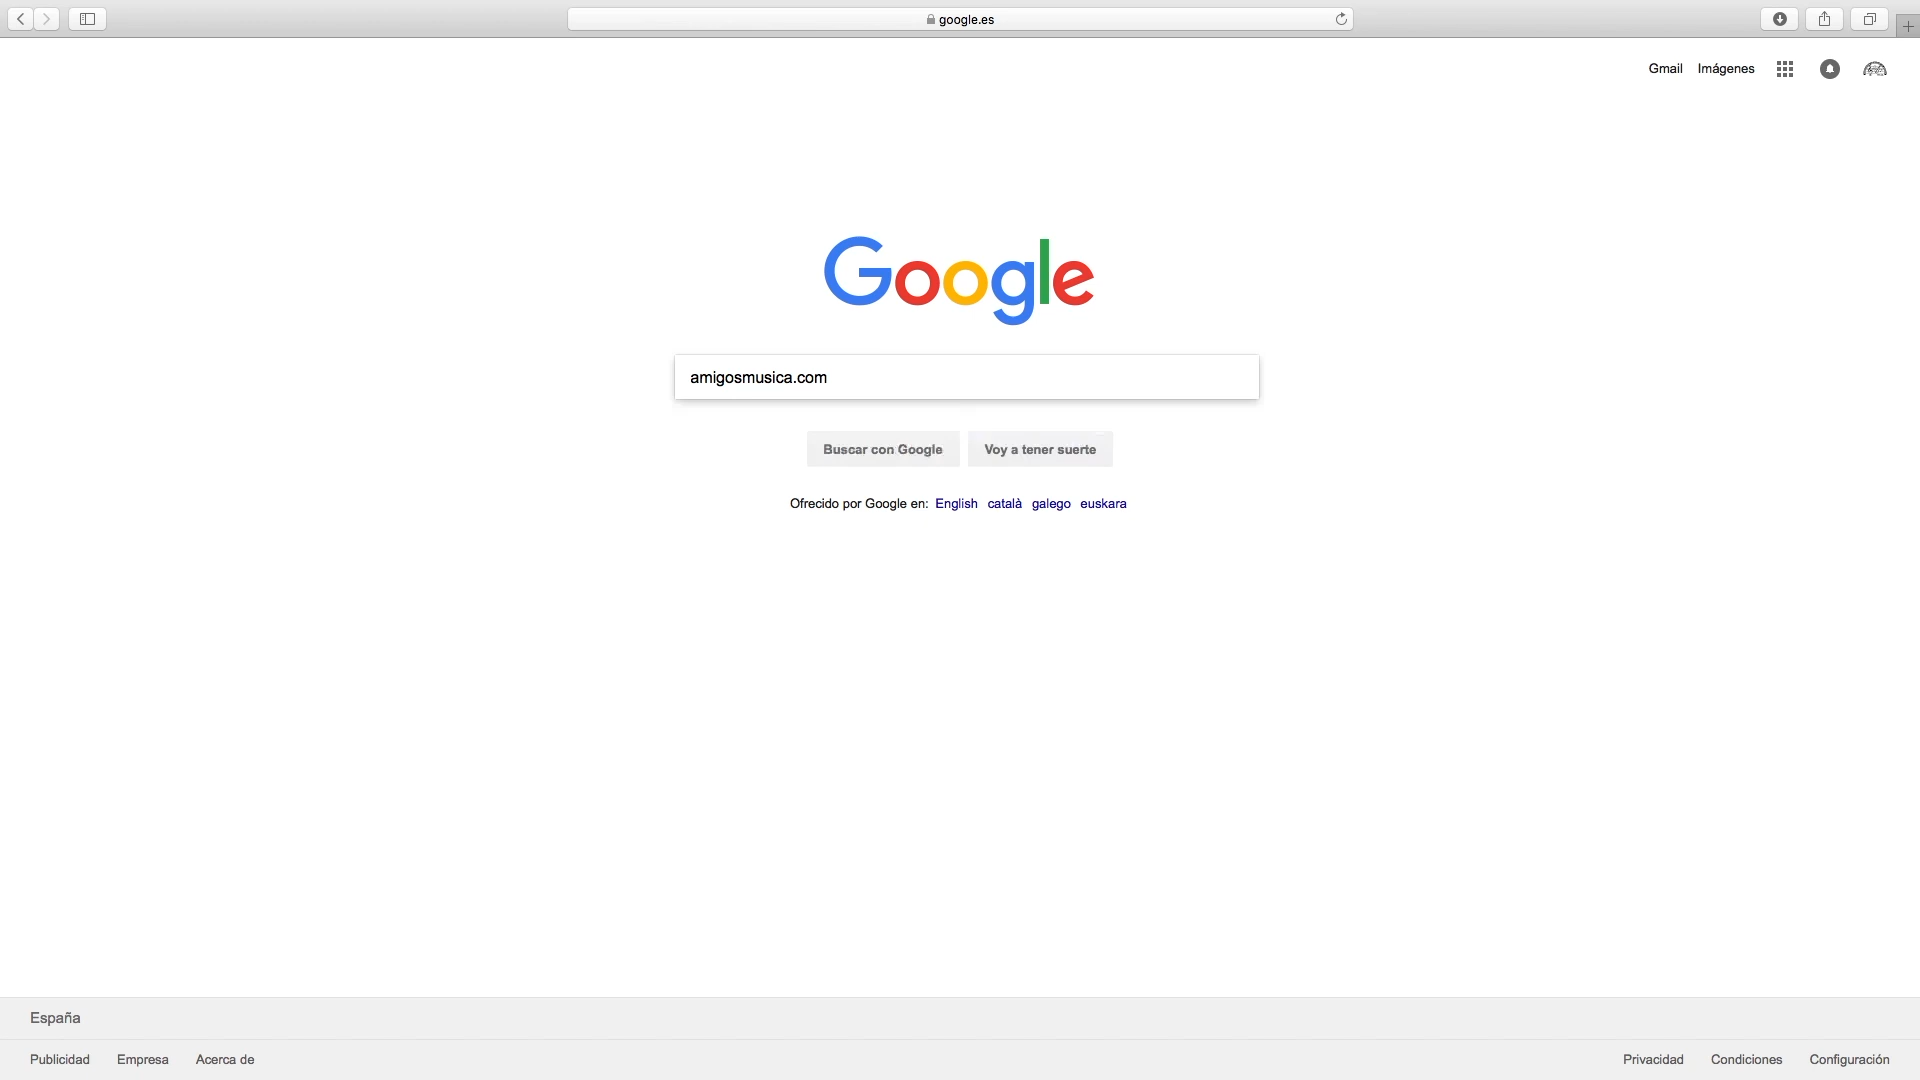 google.es
Gmail Imágenes
Google
amigosmusica.com
Buscar con Google Voy a tener suerte
Ofrecido por Google en: English català galego euskara
España
Publicidad Empresa Acerca de Privacidad Condiciones Configuración